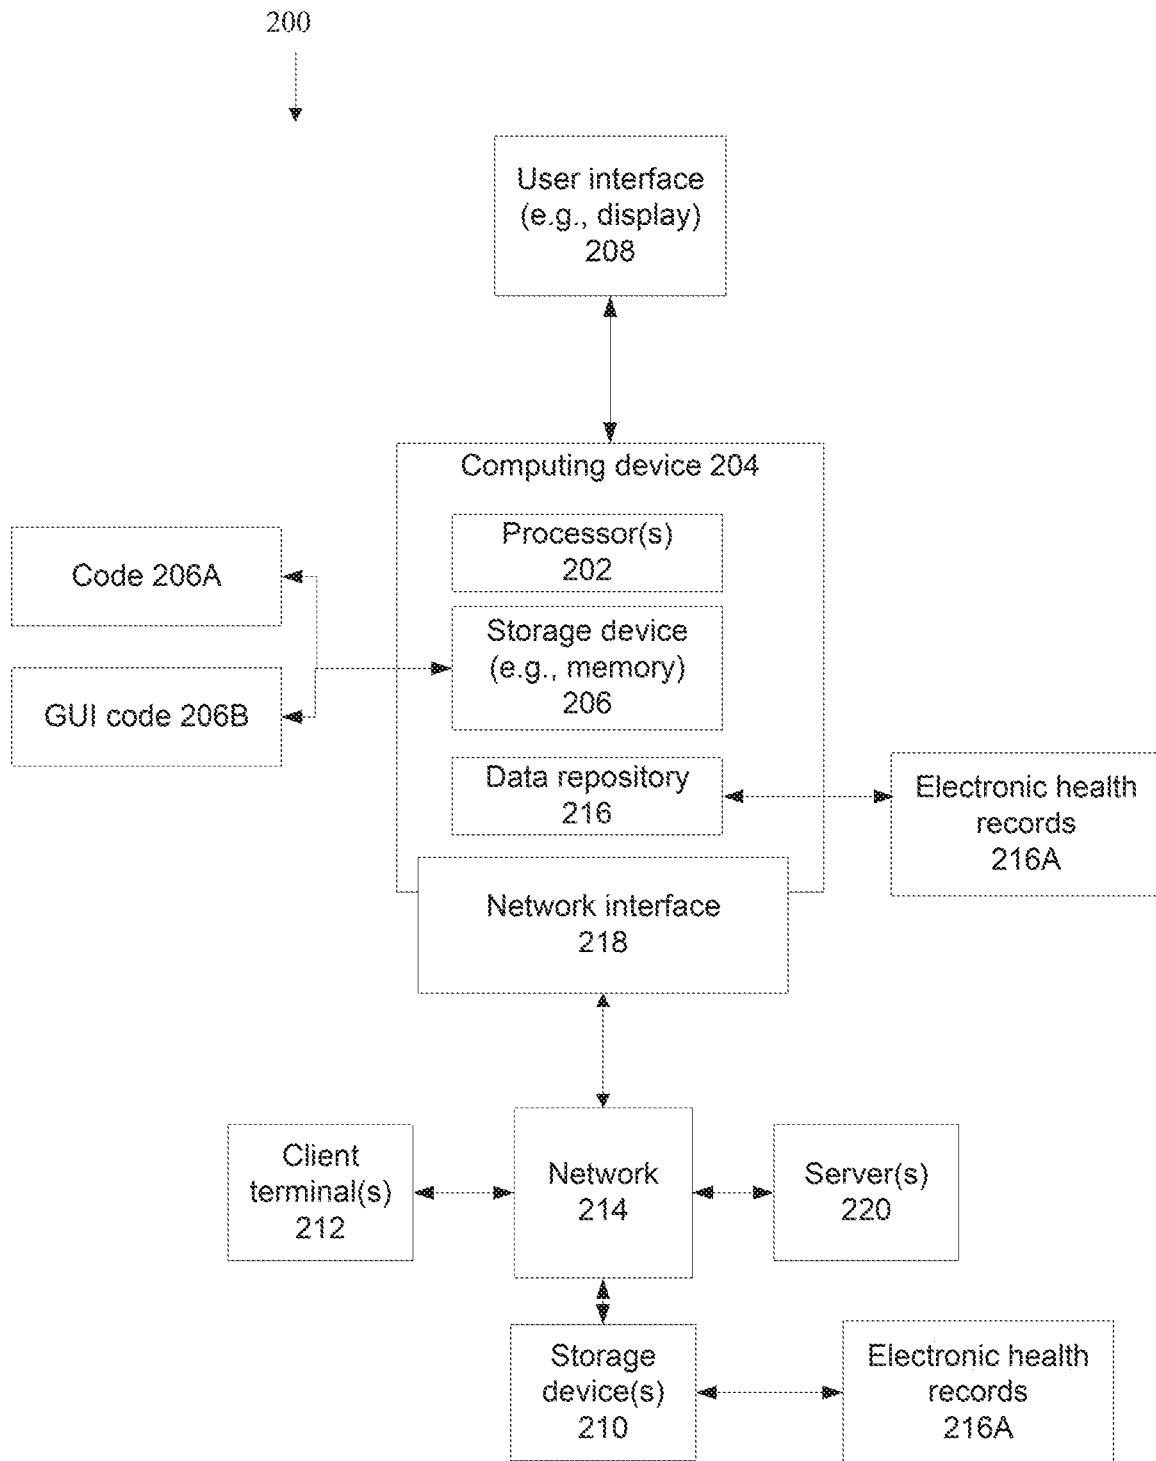 200
User interface
(e.g., display)
208
Computing device 204
Processor(s)
202
Code 206A
Storage device
(e.g., memory)
206
GUI code 206B
Data repository
216
Electronic health
records
216A
Network interface
218
Client
terminal(s)
212
Network
214
Server(s)
220
Storage
device(s)
210
Electronic health
records
216A